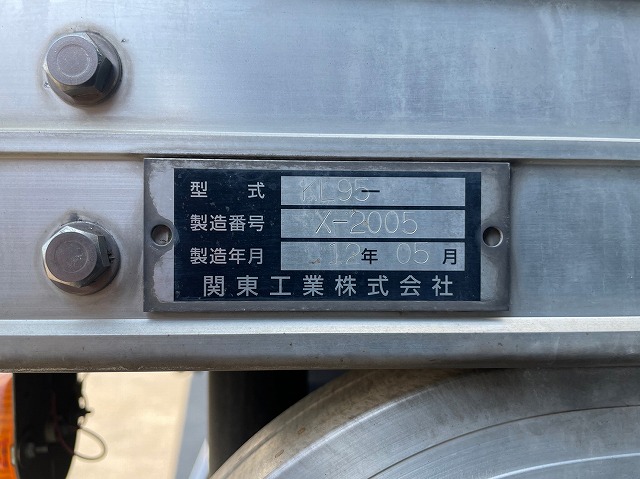 型式 KL95-
製造番号 X-2005
製造年月 12年 05月
関東工業株式会社